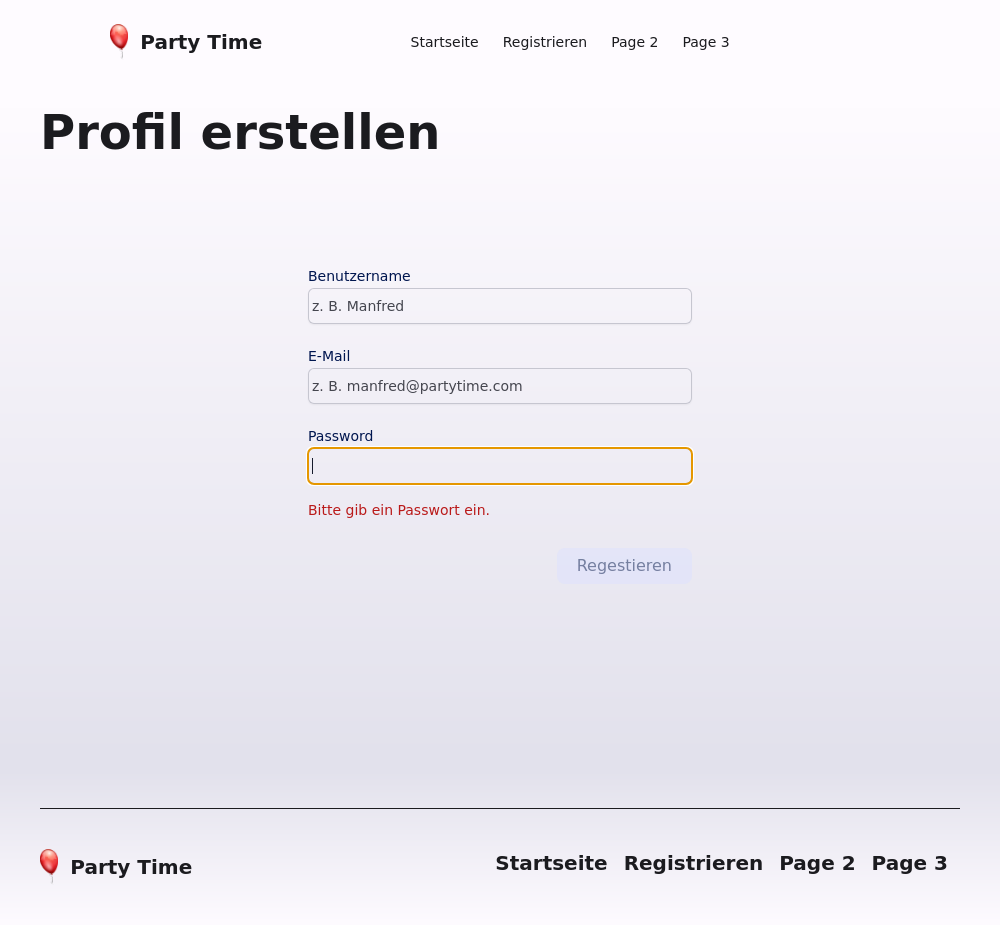 Party Time
Startseite Registrieren Page 2 Page 3
Profil erstellen
Benutzername
z. B. Manfred
E-Mail
z. B. manfred@partytime.com
Password
Bitte gib ein Passwort ein.
Regestieren
Party Time
Startseite Registrieren Page 2 Page 3